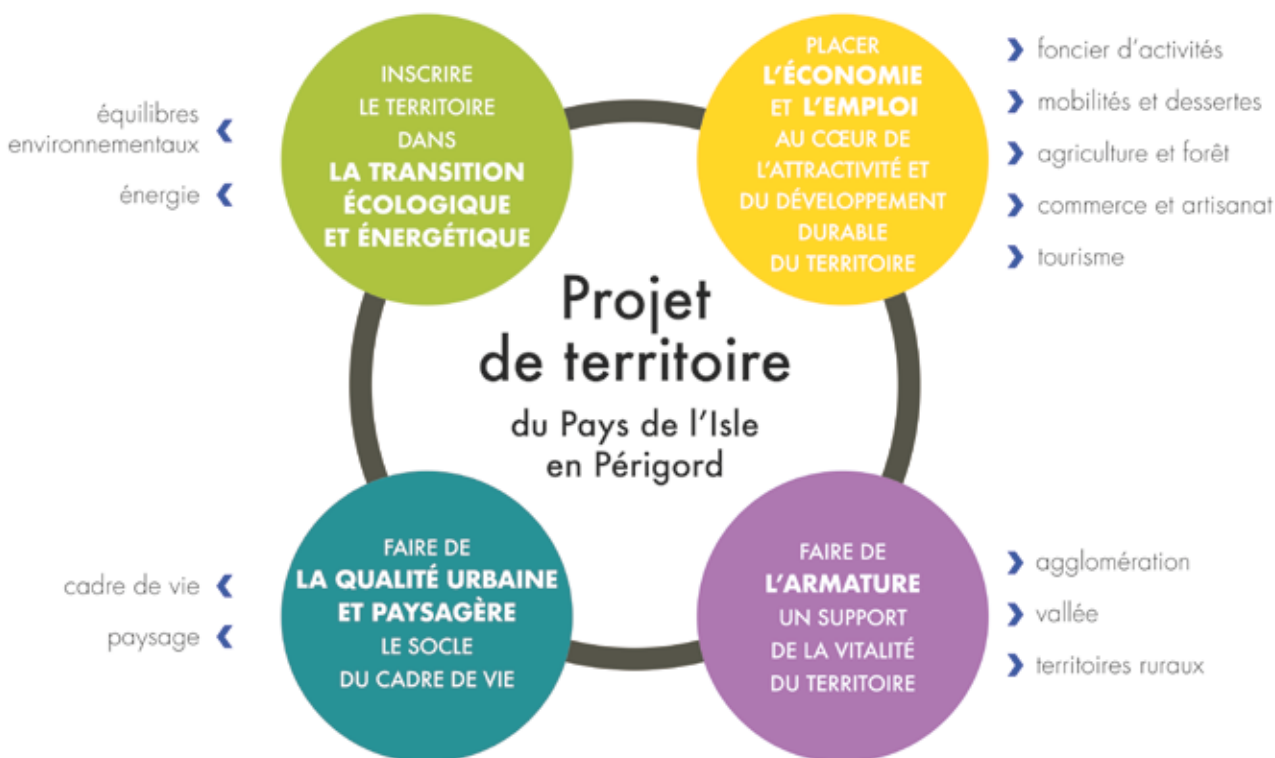 équilibres
environnementaux
énergie
INSCRIRE
LE TERRITOIRE
DANS
LA TRANSITION
ÉCOLOGIQUE
ET ÉNERGÉTIQUE
PLACER
L'ÉCONOMIE
ET L'EMPLOI
AU CŒUR DE
L'ATTRACTIVITÉ ET
DU DÉVELOPPEMENT
DURABLE
DU TERRITOIRE
foncier d'activités
mobilités et dessertes
agriculture et forêt
commerce et artisanat
tourisme
Projet
de territoire
du Pays de l'Isle
en Périgord
cadre de vie
paysage
FAIRE DE
LA QUALITÉ URBAINE
ET PAYSAGÈRE
LE SOCLE
DU CADRE DE VIE
FAIRE DE
L'ARMATURE
UN SUPPORT
DE LA VITALITÉ
DU TERRITOIRE
agglomération
vallée
territoires ruraux